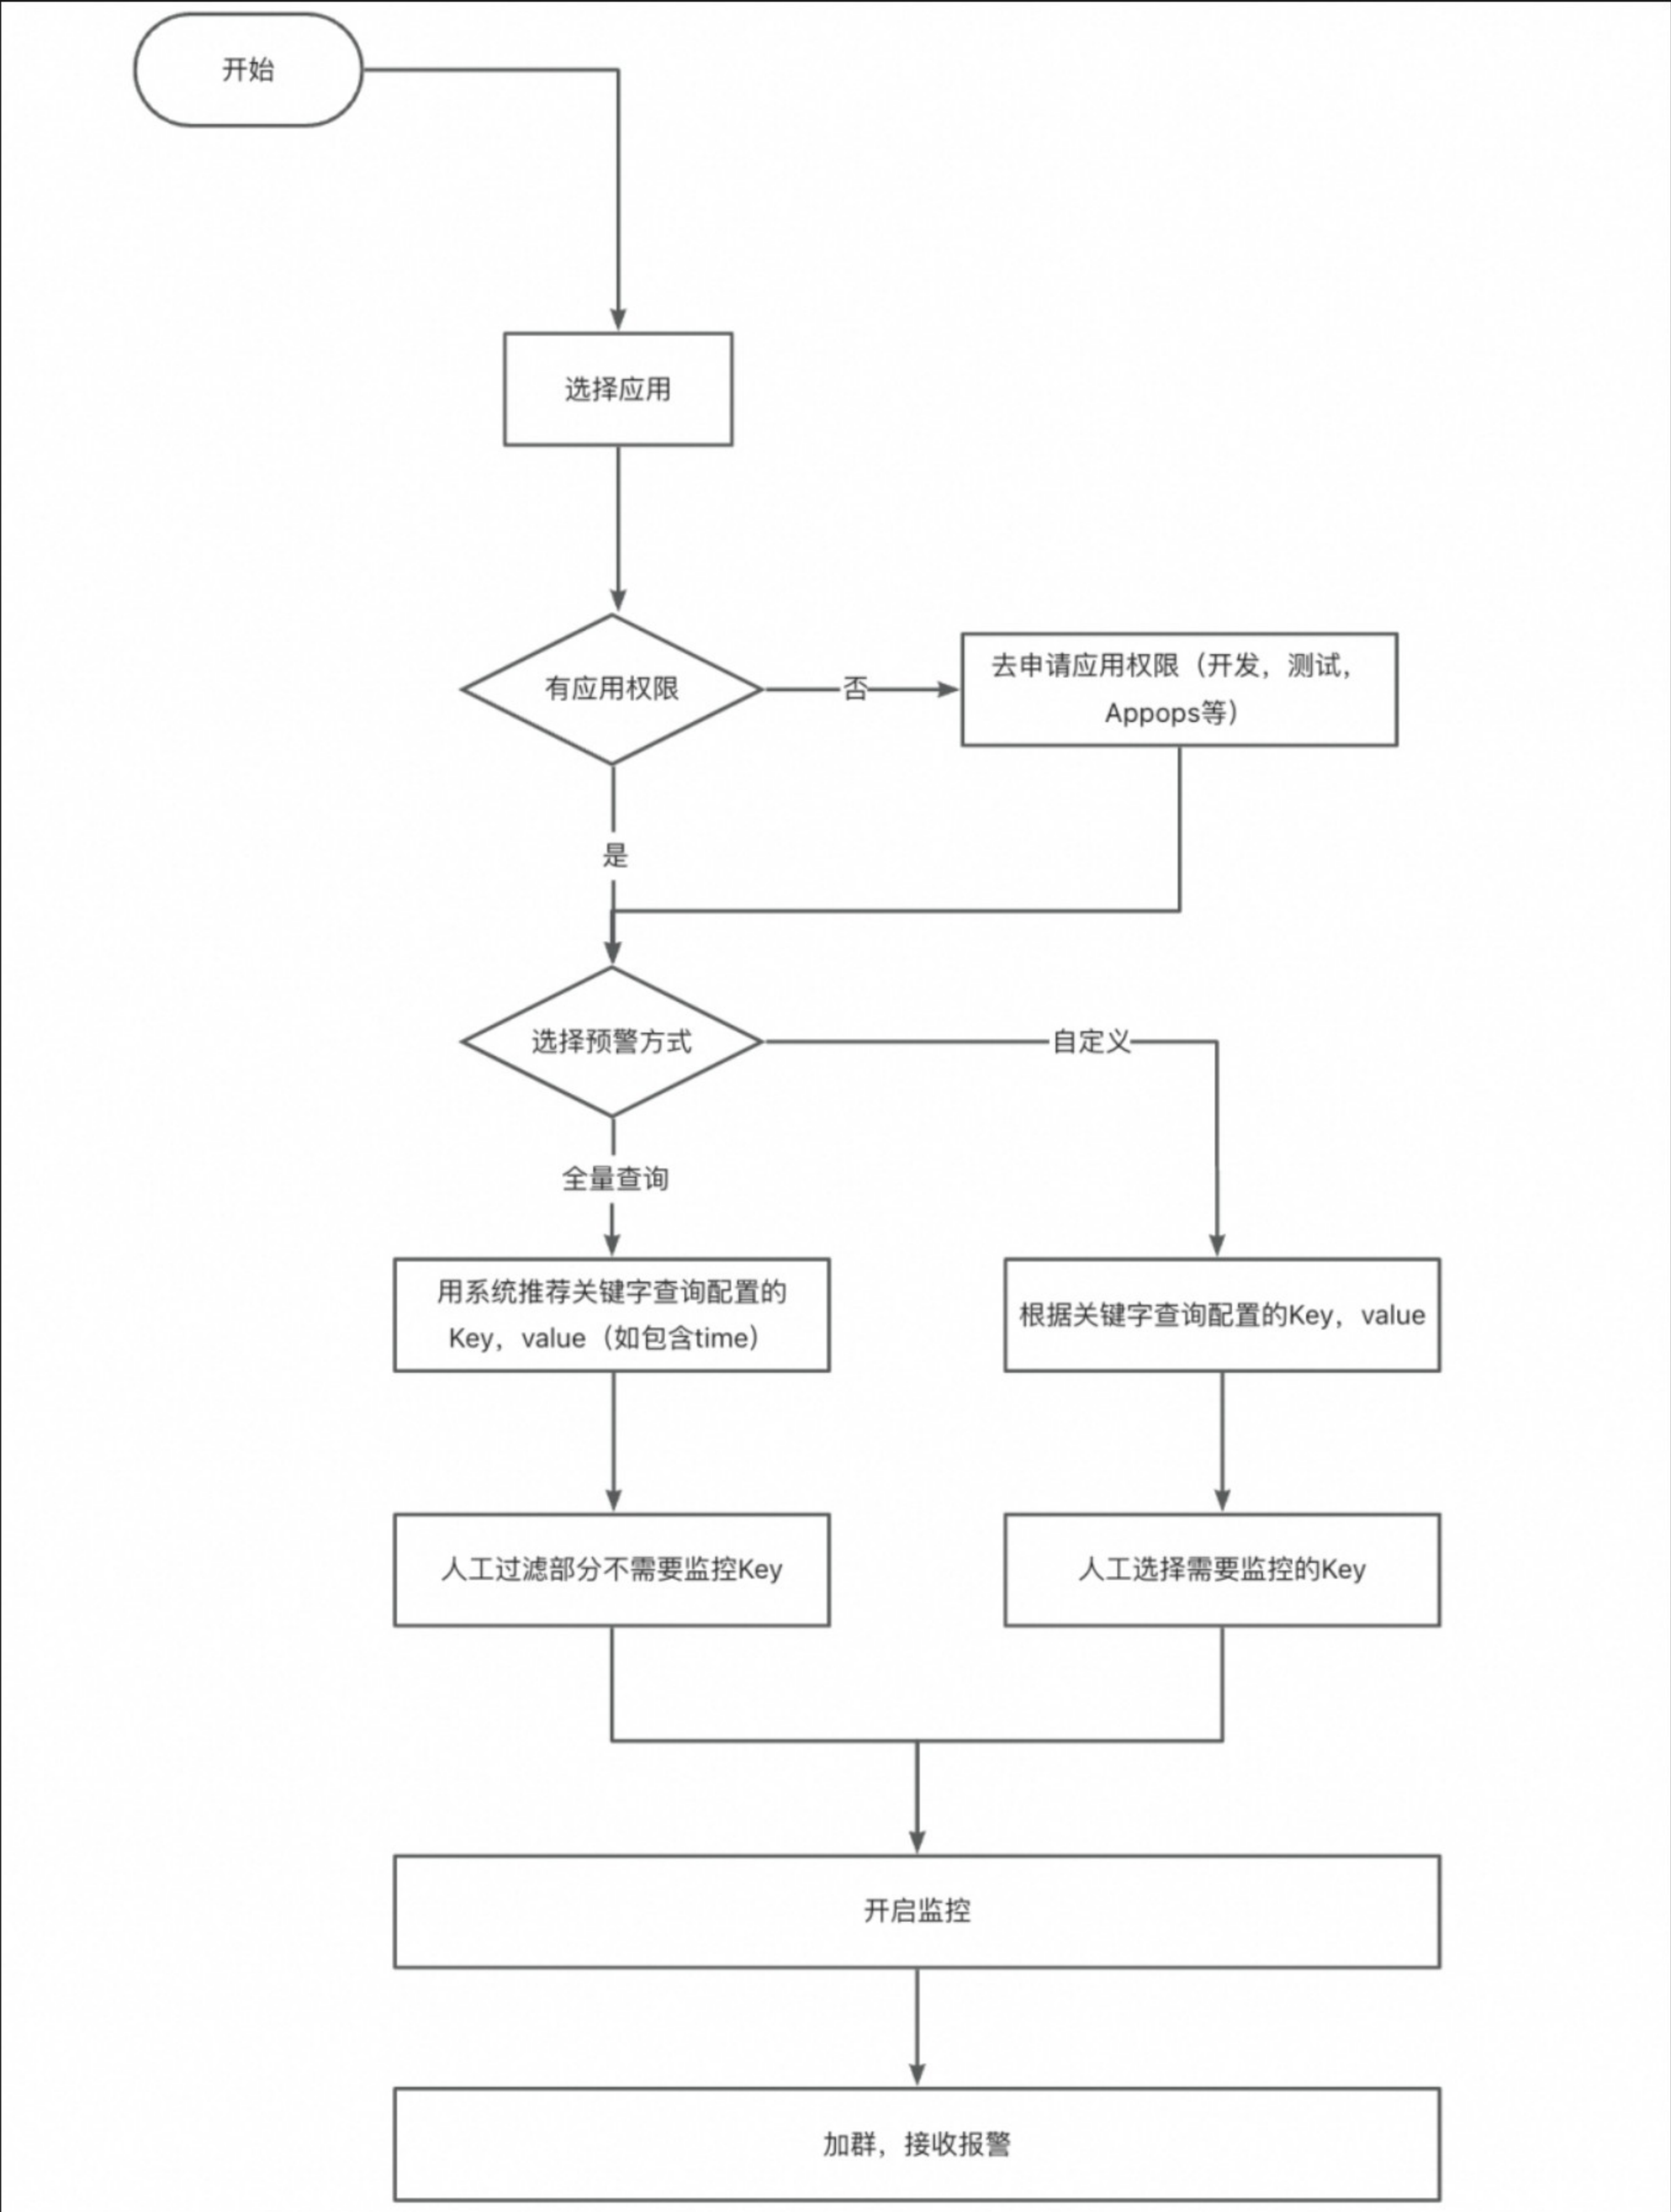 开始
选择应用
有应用权限
否
去申请应用权限（开发，测试，
Appops等）
是
选择预警方式
自定义
全量查询
用系统推荐关键字查询配置的
Key，value（如包含time）
根据关键字查询配置的Key，value
人工过滤部分不需要监控Key
人工选择需要监控的Key
开启监控
加群，接收报警